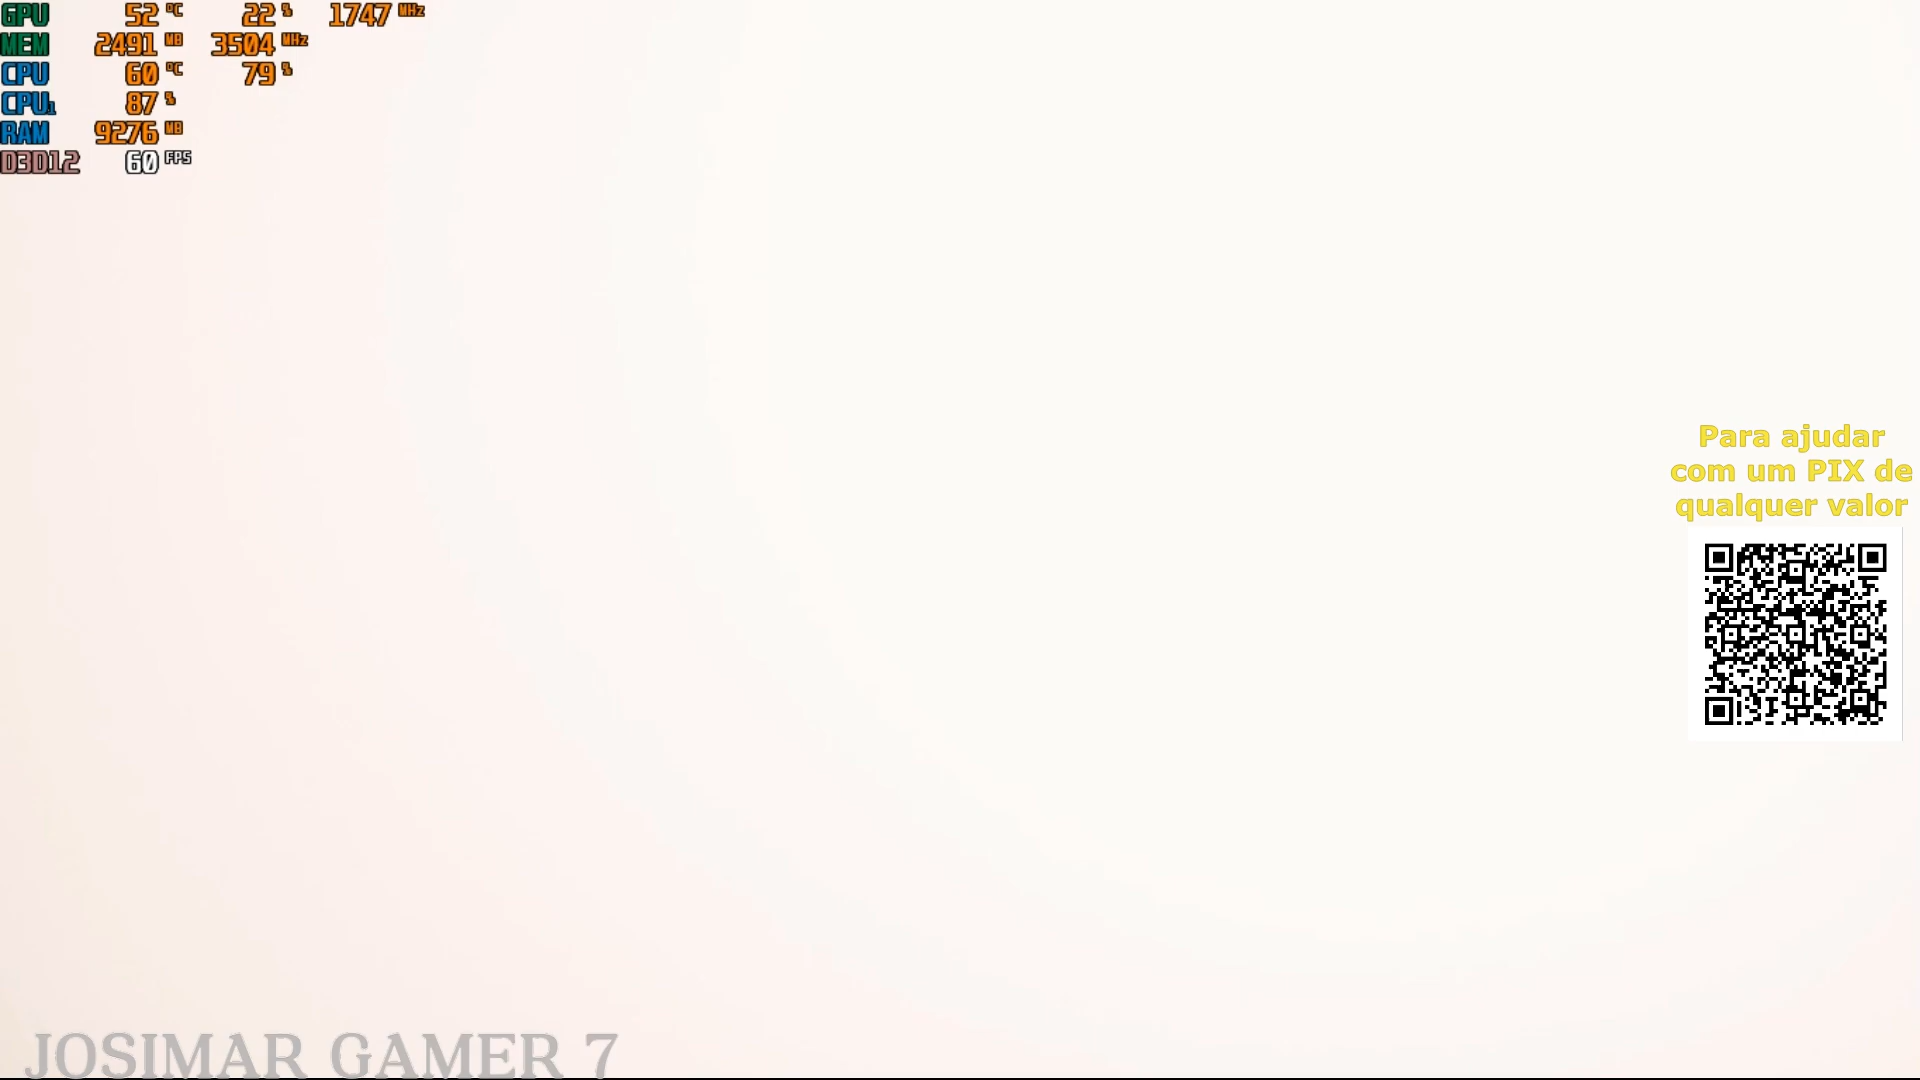 GPU 52 °C 22 % 1747 MHz
MEM 2491 MB 3504 MHz
CPU 60 °C 79 %
CPU1 87 %
RAM 9276 MB
D3D12 60 FPS
Para ajudar
com um PIX de
qualquer valor
JOSIMAR GAMER 7